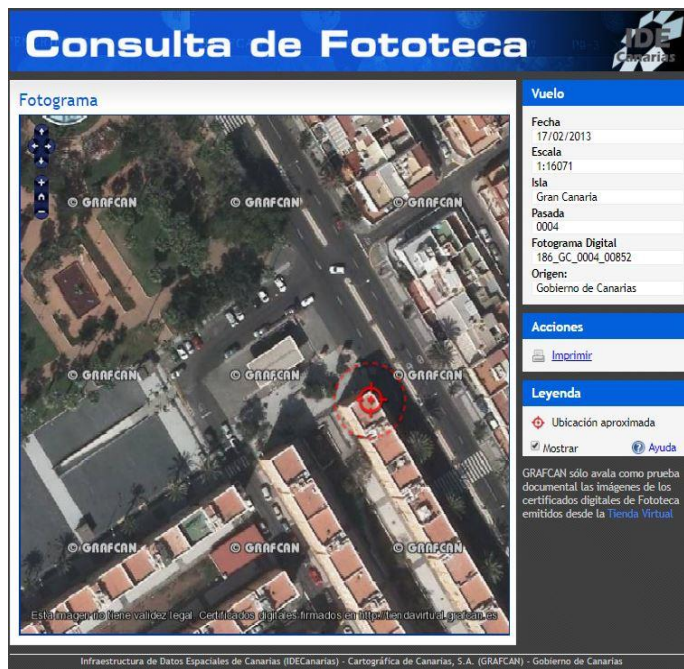 Consulta de Fototeca
IDE
Canarias
Fotograma
© GRAFCAN © GRAFCAN © GRAFCAN
© GRAFCAN © GRAFCAN © GRAFCAN
© GRAFCAN © GRAFCAN © GRAFCAN
Esta imagen no tiene validez legal. Certificados digitales firmados en http://tiendavirtual.grafcan.es
Vuelo
Fecha
17/02/2013
Escala
1:16071
Isla
Gran Canaria
Pasada
0004
Fotograma Digital
186_GC_0004_00852
Origen:
Gobierno de Canarias
Acciones
Imprimir
Leyenda
Ubicación aproximada
Mostrar Ayuda
GRAFCAN sólo avala como prueba
documental las imágenes de los
certificados digitales de Fototeca
emitidos desde la Tienda Virtual
Infraestructura de Datos Espaciales de Canarias (IDECanarias) - Cartográfica de Canarias, S.A. (GRAFCAN) - Gobierno de Canarias